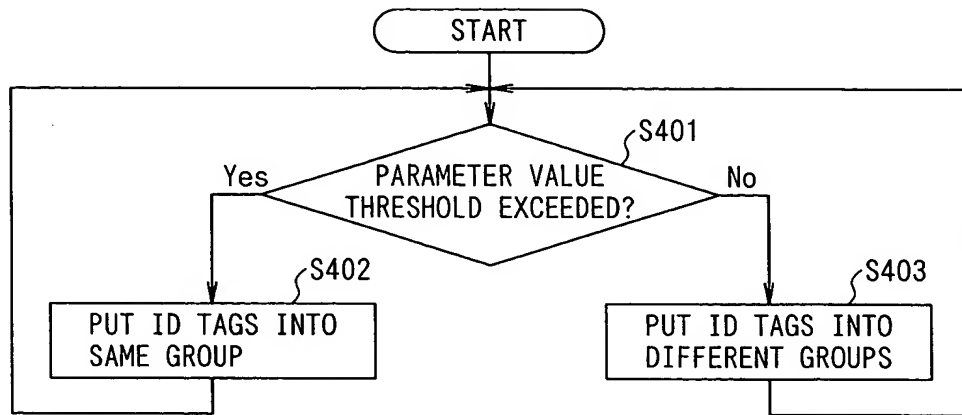 START
S401
PARAMETER VALUE
THRESHOLD EXCEEDED?
Yes
No
S402
PUT ID TAGS INTO
SAME GROUP
S403
PUT ID TAGS INTO
DIFFERENT GROUPS